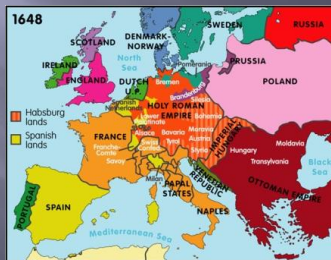 1648
SCOTLAND
IRELAND
ENGLAND
North
Sea
DENMARK-
NORWAY
SWEDEN
RUSSIA
Pomerania
PRUSSIA
POLAND
DUTCH
U.P.
Bremen
Brandenburg
Spanish
Netherlands
HOLY ROMAN
EMPIRE
Silesia
Bohemia
Lower
Palatinate
Alsace
Bavaria
Moravia
Austria
Tyrol
Styria
Swiss
Confed.
IMPERIAL
HUNGARY
Hungary
Transylvania
Moldavia
Black
Sea
FRANCE
Franche-
Comté
Savoy
Milan
VENETIAN
REPUBLIC
PAPAL
STATES
NAPLES
OTTOMAN EMPIRE
PORTUGAL
SPAIN
Mediterranean Sea
Habsburg
lands
Spanish
lands